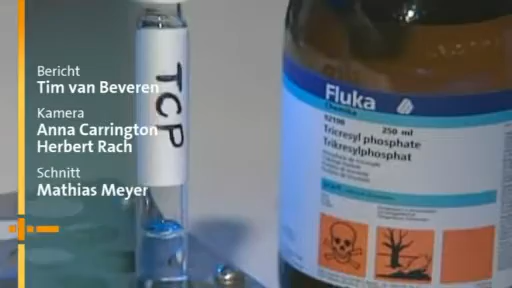 Bericht
Tim van Beveren
Kamera
Anna Carrington
Herbert Rach
Schnitt
Mathias Meyer
TCP
Fluka
Chemika
250 ml
Tricresyl phosphate
Trikresylphosphat